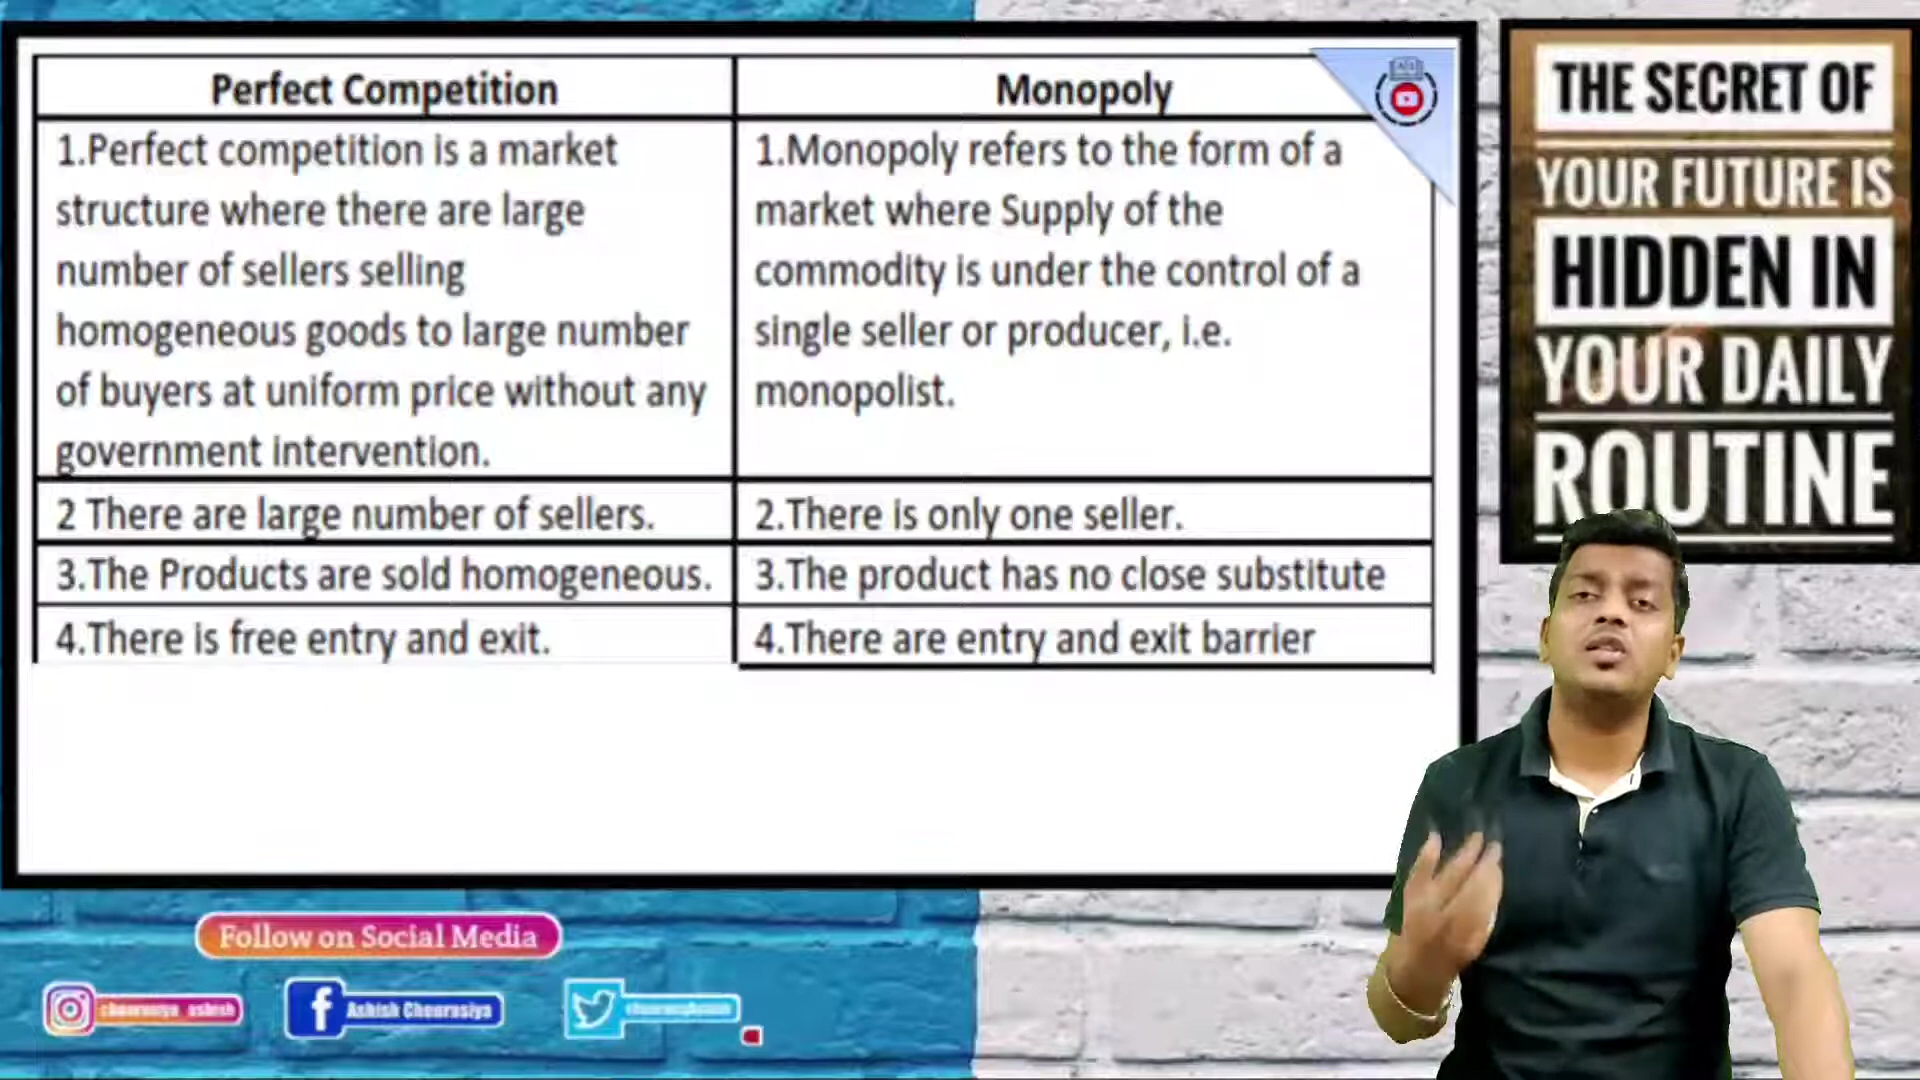 Perfect Competition
Monopoly
1.Perfect competition is a market
structure where there are large
number of sellers selling
homogeneous goods to large number
of buyers at uniform price without any
government intervention.
1.Monopoly refers to the form of a
market where Supply of the
commodity is under the control of a
single seller or producer, i.e.
monopolist.
2 There are large number of sellers.
2.There is only one seller.
3.The Products are sold homogeneous.
3.The product has no close substitute
4.There is free entry and exit.
4.There are entry and exit barrier
THE SECRET OF
YOUR FUTURE IS
HIDDEN IN
YOUR DAILY
ROUTINE
Follow on Social Media
Ashish Chourasiya